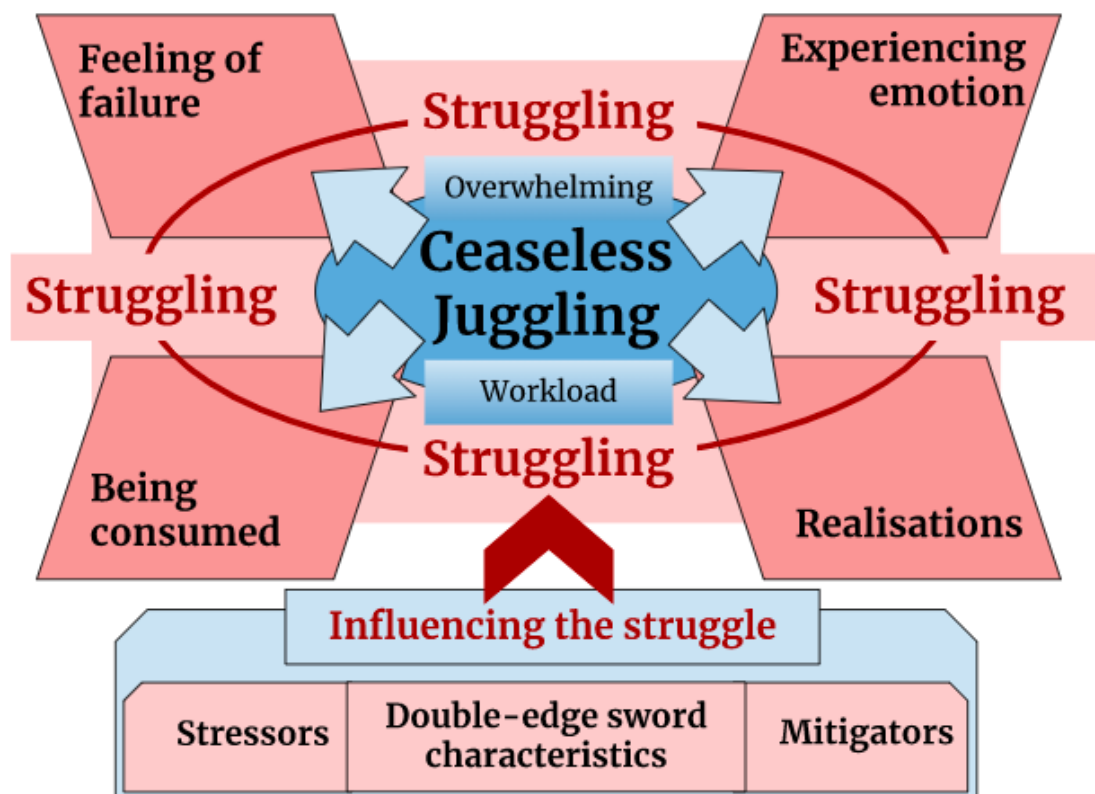 Feeling of
failure
Experiencing
emotion
Struggling
Overwhelming
Ceaseless
Juggling
Workload
Struggling
Struggling
Struggling
Being
consumed
Realisations
Influencing the struggle
Stressors
Double-edge sword
characteristics
Mitigators